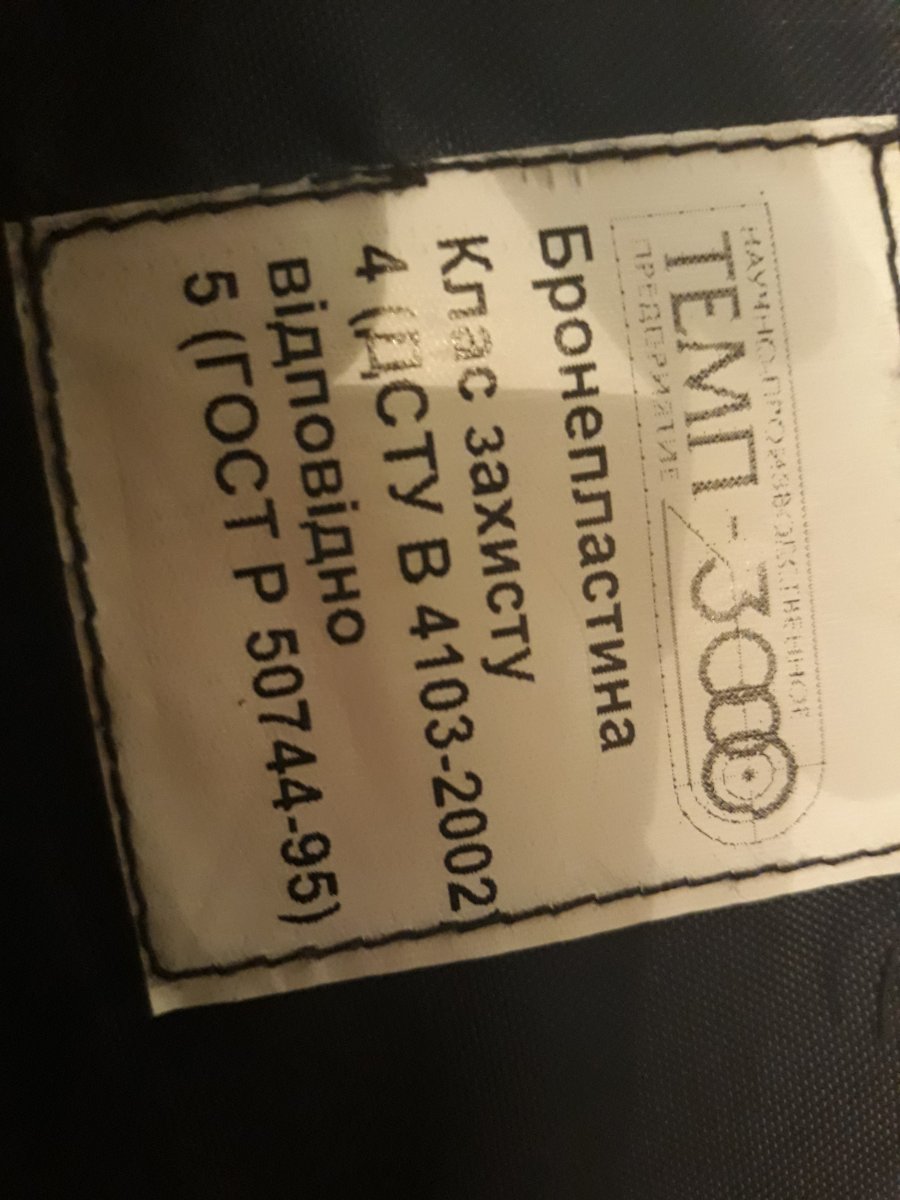 НАУЧНО-ПРОИЗВОДСТВЕННОЕ
ТЕМП-3000
ПРЕДПРИЯТИЕ
Бронепластина
Клас захисту
4 (ДСТУ В 4103-2002)
відповідно
5 (ГОСТ Р 50744-95)